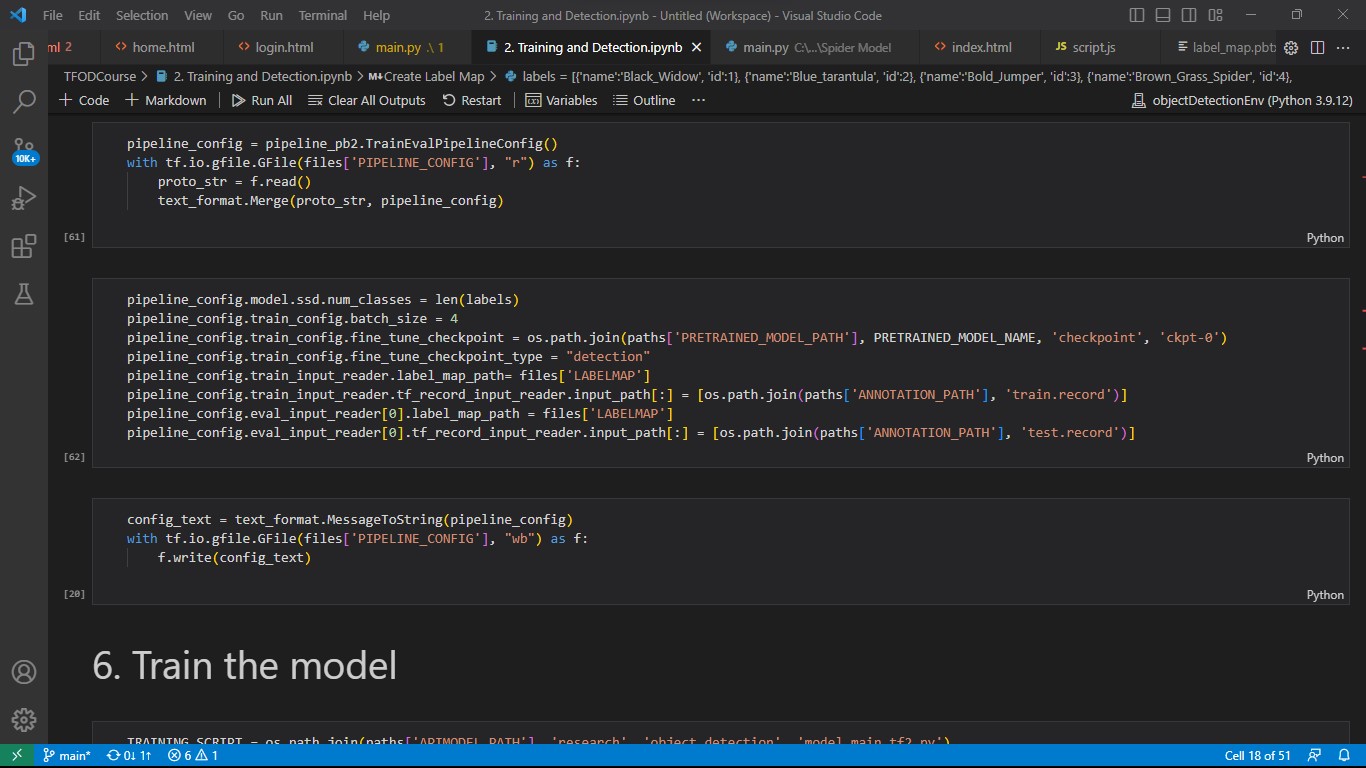 File Edit Selection View Go Run Terminal Help 2. Training and Detection.ipynb - Untitled (Workspace) - Visual Studio Code
ml 2 home.html login.html main.py .\ 1 2. Training and Detection.ipynb main.py C:\...\Spider Model index.html JS script.js label_map.pbt
TFODCourse > 2. Training and Detection.ipynb > M↓Create Label Map > labels = [{'name':'Black_Widow', 'id':1}, {'name':'Blue_tarantula', 'id':2}, {'name':'Bold_Jumper', 'id':3}, {'name':'Brown_Grass_Spider', 'id':4},
+ Code + Markdown Run All Clear All Outputs Restart Variables Outline ... objectDetectionEnv (Python 3.9.12)
10K+
pipeline_config = pipeline_pb2.TrainEvalPipelineConfig()
with tf.io.gfile.GFile(files['PIPELINE_CONFIG'], "r") as f:
    proto_str = f.read()
    text_format.Merge(proto_str, pipeline_config)
[61] Python
pipeline_config.model.ssd.num_classes = len(labels)
pipeline_config.train_config.batch_size = 4
pipeline_config.train_config.fine_tune_checkpoint = os.path.join(paths['PRETRAINED_MODEL_PATH'], PRETRAINED_MODEL_NAME, 'checkpoint', 'ckpt-0')
pipeline_config.train_config.fine_tune_checkpoint_type = "detection"
pipeline_config.train_input_reader.label_map_path= files['LABELMAP']
pipeline_config.train_input_reader.tf_record_input_reader.input_path[:] = [os.path.join(paths['ANNOTATION_PATH'], 'train.record')]
pipeline_config.eval_input_reader[0].label_map_path = files['LABELMAP']
pipeline_config.eval_input_reader[0].tf_record_input_reader.input_path[:] = [os.path.join(paths['ANNOTATION_PATH'], 'test.record')]
[62] Python
config_text = text_format.MessageToString(pipeline_config)
with tf.io.gfile.GFile(files['PIPELINE_CONFIG'], "wb") as f:
    f.write(config_text)
[20] Python
6. Train the model
TRAINING_SCRIPT = os.path.join(paths['APIMODEL_PATH'], 'research', 'object_detection', 'model_main_tf2.py')
main* 0↓ 1↑ 6 1 Cell 18 of 51